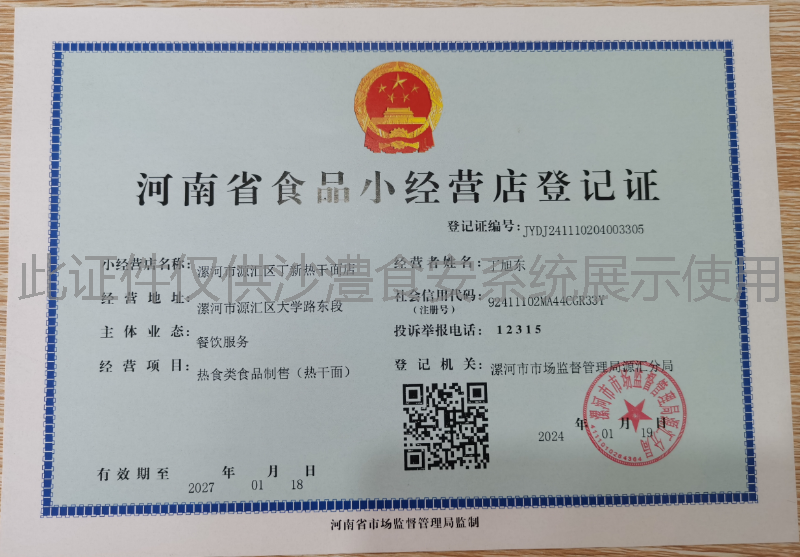 河南省食品小经营店登记证
登记证编号: JYDJ241110204003305
小经营店名称: 漯河市源汇区丁新热干面店
经营者姓名: 丁旭东
此证件仅供沙澧食安系统展示使用
经营地址: 漯河市源汇区大学路东段
社会信用代码: 92411102MA44CGR33Y
(注册号)
主体业态: 餐饮服务
投诉举报电话: 12315
经营项目: 热食类食品制售（热干面）
登记机关: 漯河市市场监督管理局源汇分局
漯河市市场监督管理局源汇分局
2024 年 01 月 19 日
有效期至 2027 年 01 月 18 日
河南省市场监督管理局监制